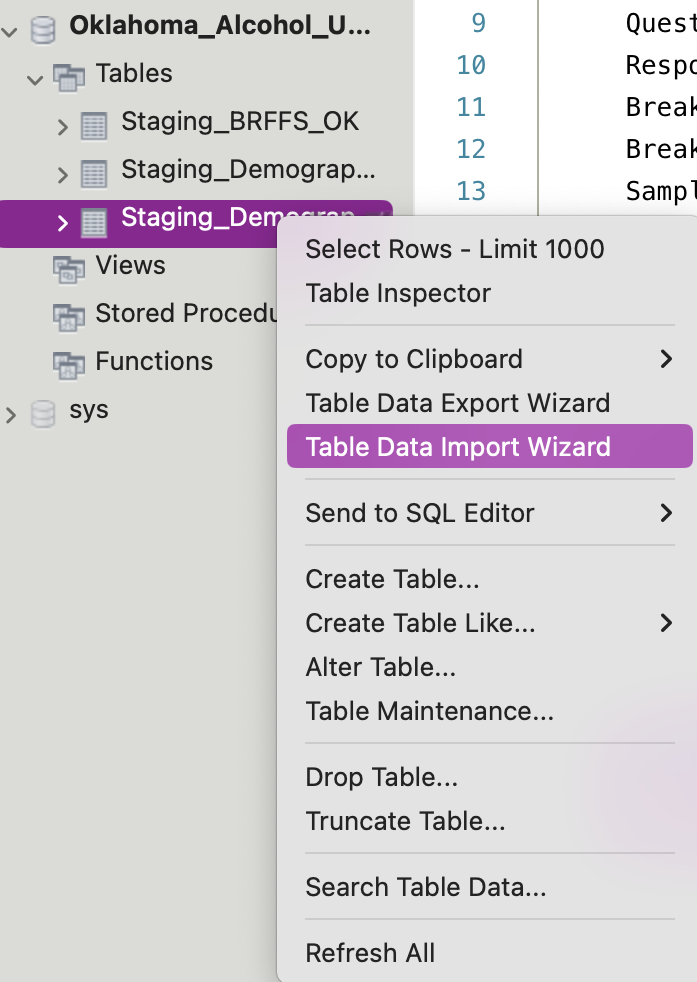 Oklahoma_Alcohol_U...
Tables
Staging_BRFFS_OK
Staging_Demograp...
Staging_Demograp
Views
Stored Procedu
Functions
sys
9 Quest
10 Respo
11 Break
12 Break
13 Sampl
Select Rows - Limit 1000
Table Inspector
Copy to Clipboard
Table Data Export Wizard
Table Data Import Wizard
Send to SQL Editor
Create Table...
Create Table Like...
Alter Table...
Table Maintenance...
Drop Table...
Truncate Table...
Search Table Data...
Refresh All